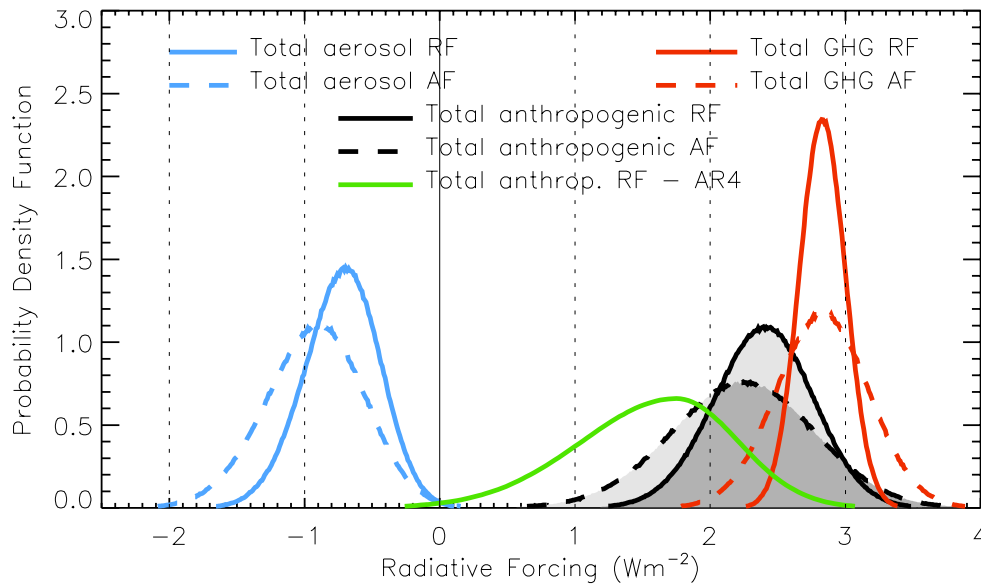 3.0
2.5
2.0
1.5
1.0
0.5
0.0
Probability Density Function
Total aerosol RF
Total aerosol AF
Total GHG RF
Total GHG AF
Total anthropogenic RF
Total anthropogenic AF
Total anthrop. RF − AR4
−2 −1 0 1 2 3 4
Radiative Forcing (Wm⁻²)